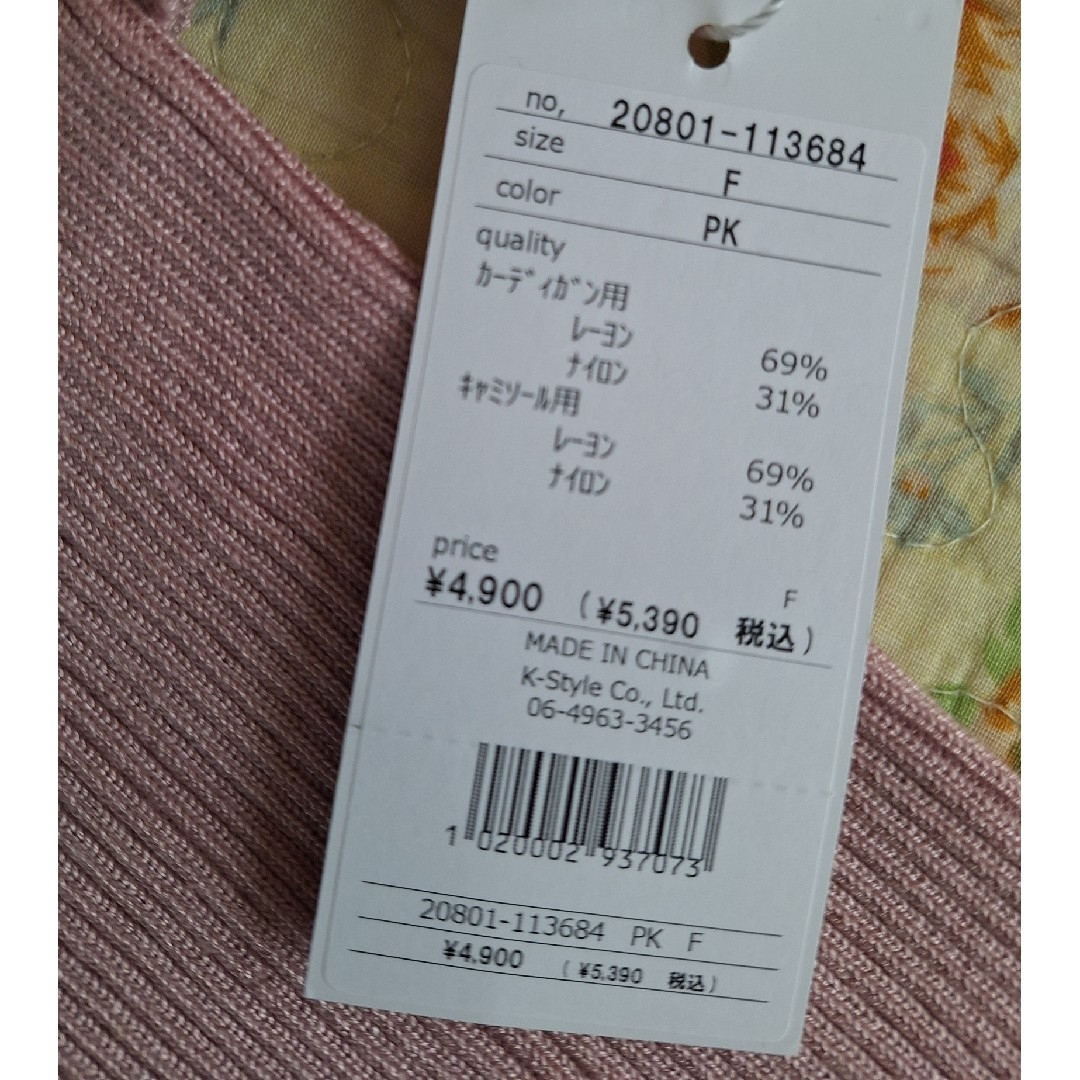 no, 20801-113684
size F
color PK
quality
ｶｰﾃﾞｨｶﾞﾝ用
ﾚｰﾖﾝ 69%
ﾅｲﾛﾝ 31%
ｷｬﾐｿｰﾙ用
ﾚｰﾖﾝ 69%
ﾅｲﾛﾝ 31%
price F
¥4,900 (¥5,390 税込)
MADE IN CHINA
K-Style Co., Ltd.
06-4963-3456
1 020002 937073
20801-113684 PK F
¥4,900 (¥5,390 税込)